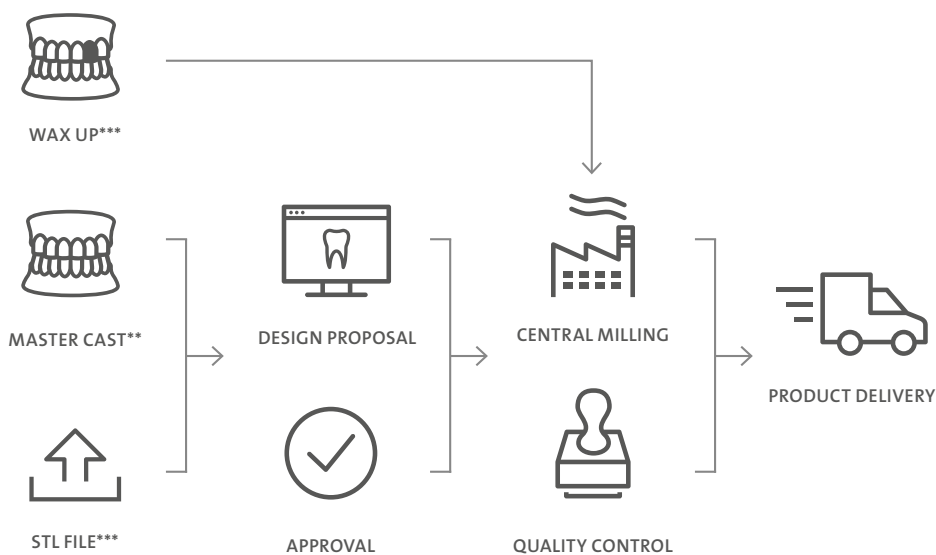 WAX UP***
MASTER CAST**
DESIGN PROPOSAL
CENTRAL MILLING
PRODUCT DELIVERY
STL FILE***
APPROVAL
QUALITY CONTROL